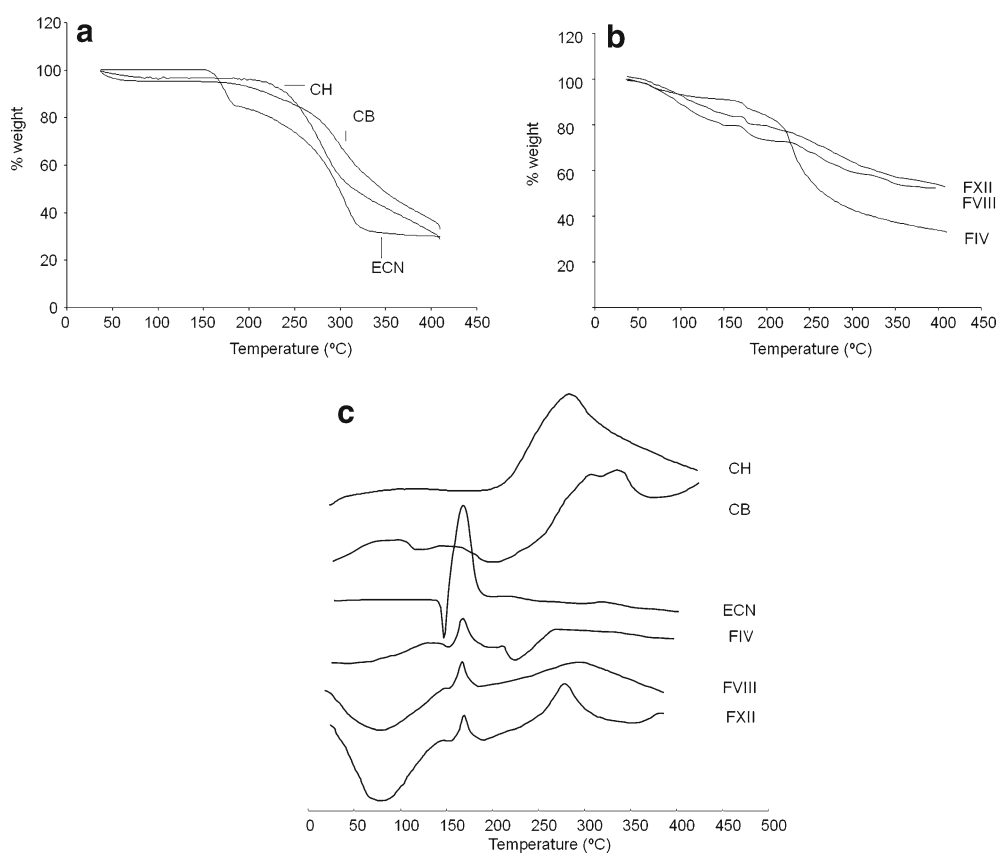 a
120
100
80
60
40
20
0
% weight
CH
CB
ECN
0 50 100 150 200 250 300 350 400 450
Temperature (ºC)
b
120
100
80
60
40
20
% weight
FXII
FVIII
FIV
0 50 100 150 200 250 300 350 400 450
Temperature (ºC)
c
CH
CB
ECN
FIV
FVIII
FXII
0 50 100 150 200 250 300 350 400 450 500
Temperature (ºC)